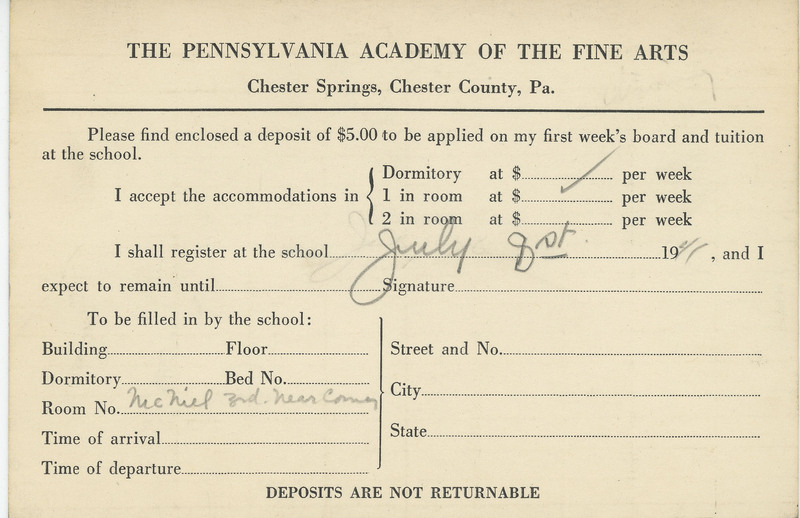 THE PENNSYLVANIA ACADEMY OF THE FINE ARTS
Chester Springs, Chester County, Pa.
Please find enclosed a deposit of $5.00 to be applied on my first week's board and tuition
at the school.
I accept the accommodations in { Dormitory at $ per week
1 in room at $ ✓ per week
2 in room at $ per week
I shall register at the school July 8st 1941, and I
expect to remain until Signature
To be filled in by the school:
Building Floor
Dormitory Bed No.
Room No. McNiel 3rd. Near Corner
Time of arrival
Time of departure
Street and No.
City
State
DEPOSITS ARE NOT RETURNABLE